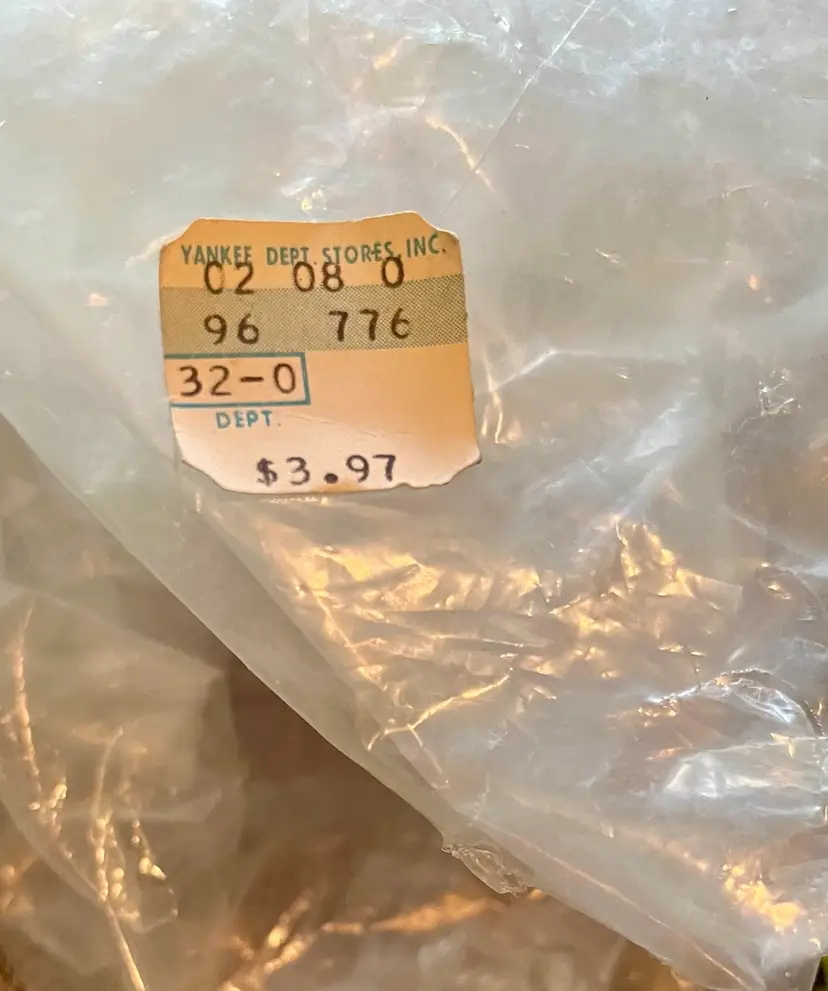 YANKEE DEPT. STORES, INC.
02 08 0
96 776
32-0
DEPT.
$3.97